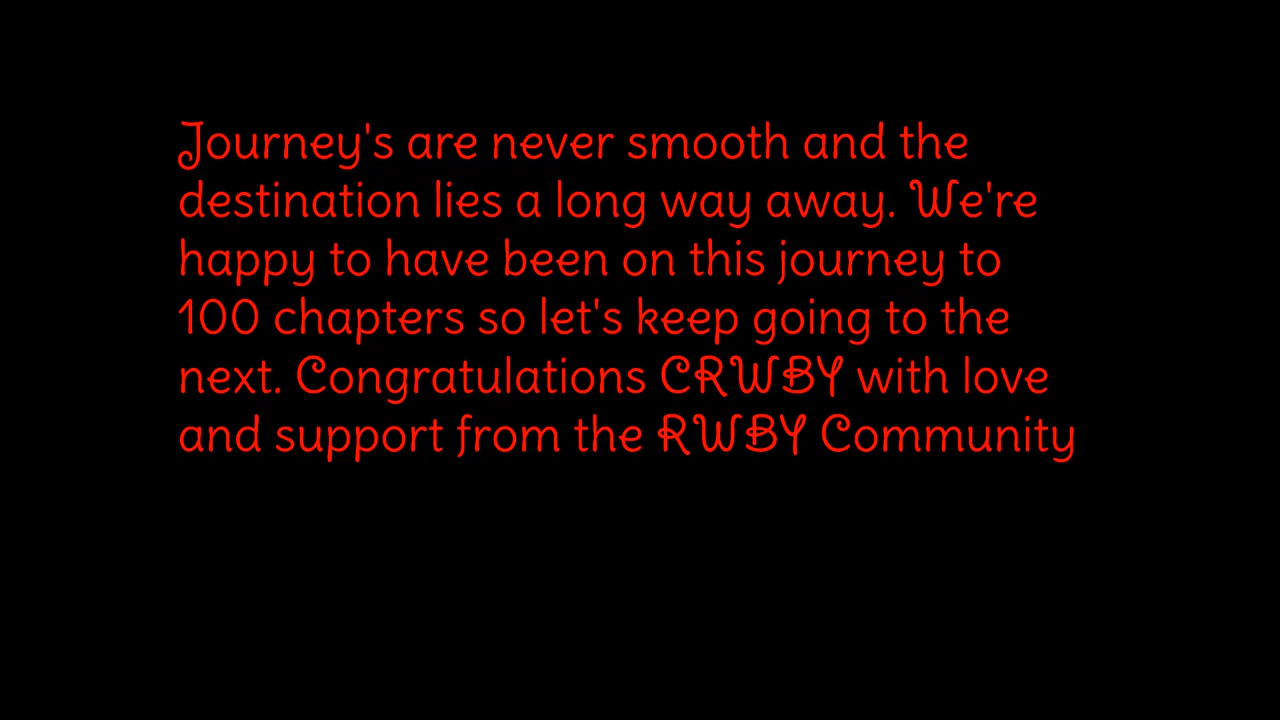 Journey's are never smooth and the
destination lies a long way away. We're
happy to have been on this journey to
100 chapters so let's keep going to the
next. Congratulations CRWBY with love
and support from the RWBY Community